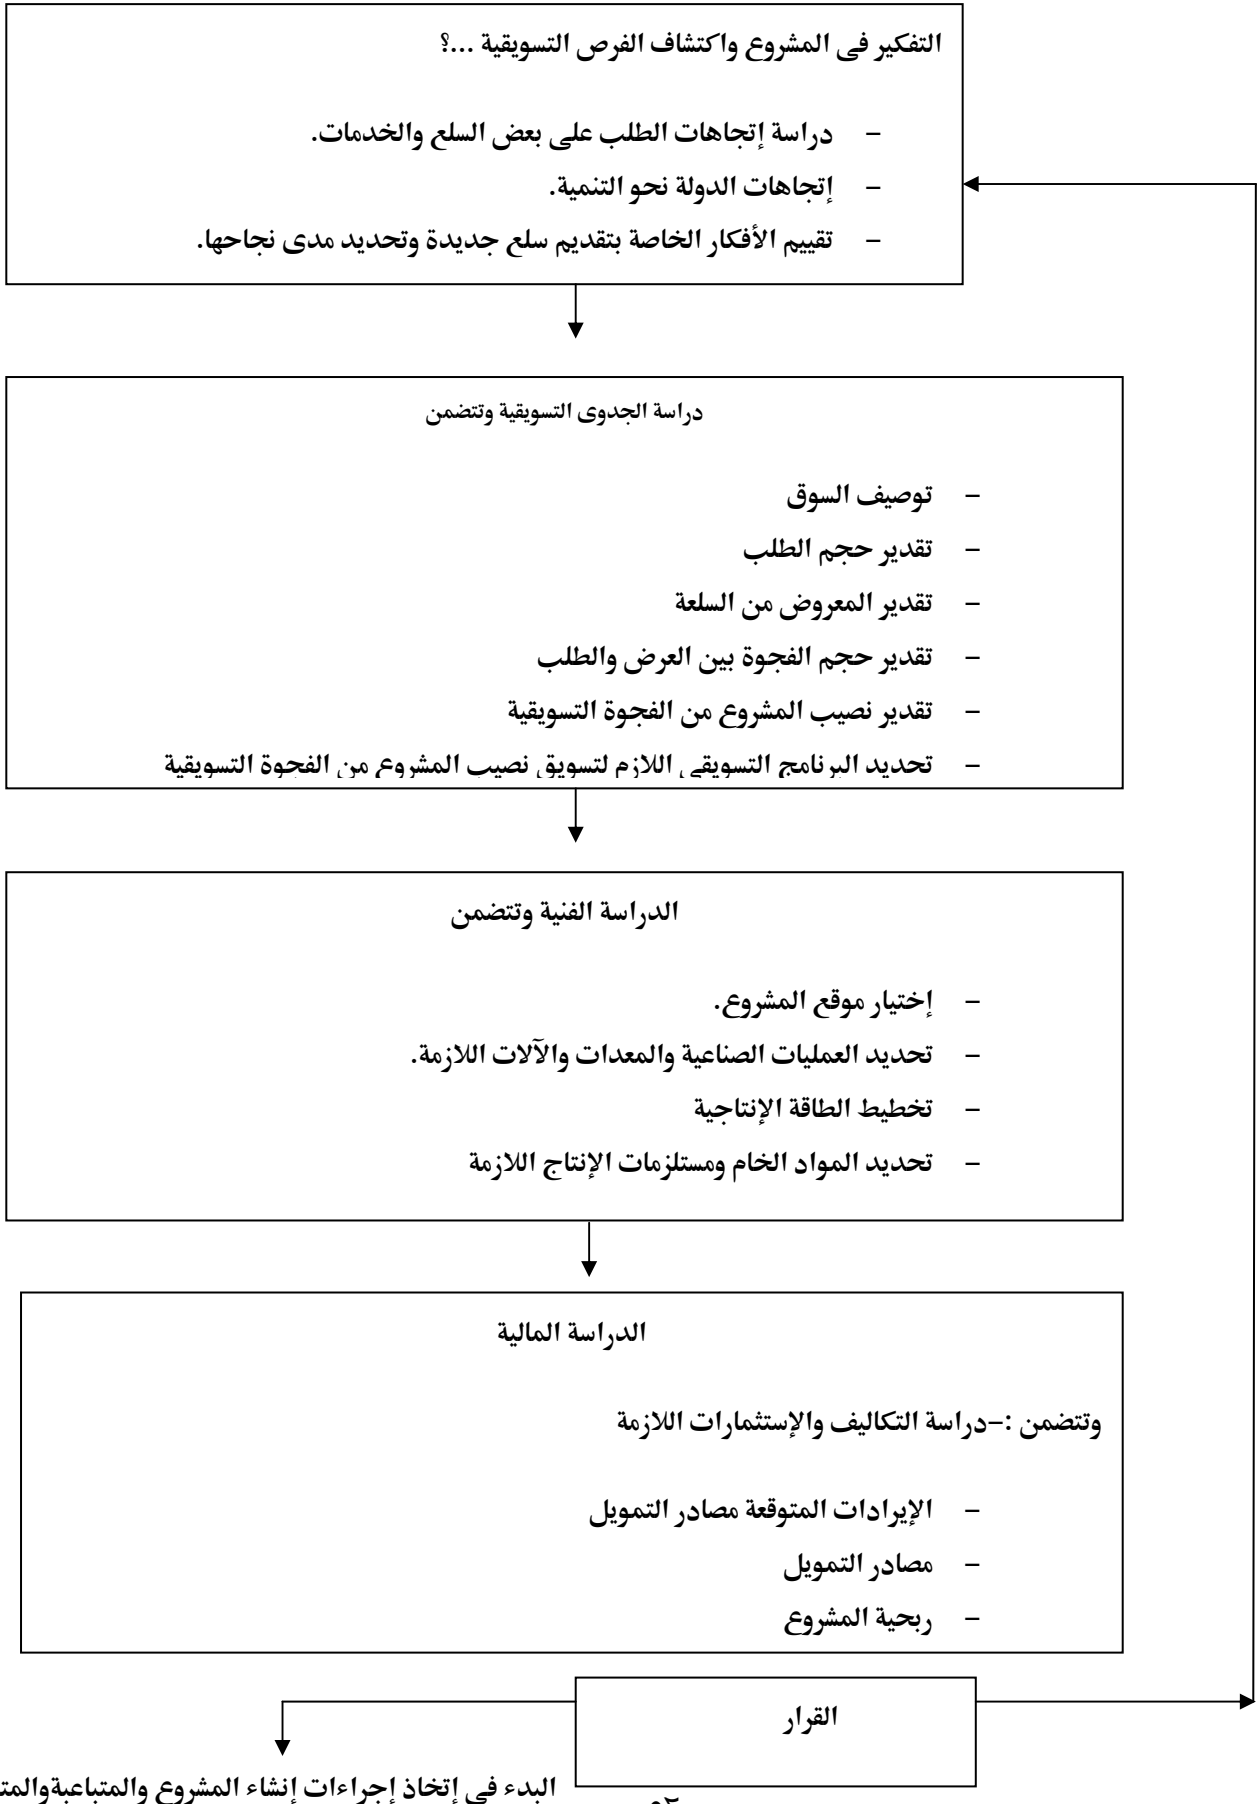 التفكير فى المشروع واكتشاف الفرص التسويقية ...؟
- دراسة إتجاهات الطلب على بعض السلع والخدمات.
- إتجاهات الدولة نحو التنمية.
- تقييم الأفكار الخاصة بتقديم سلع جديدة وتحديد مدى نجاحها.
دراسة الجدوى التسويقية وتتضمن
- توصيف السوق
- تقدير حجم الطلب
- تقدير المعروض من السلعة
- تقدير حجم الفجوة بين العرض والطلب
- تقدير نصيب المشروع من الفجوة التسويقية
- تحديد البرنامج التسويقى اللازم لتسويق نصيب المشروع من الفجوة التسويقية
الدراسة الفنية وتتضمن
- إختيار موقع المشروع.
- تحديد العمليات الصناعية والمعدات والآلات اللازمة.
- تخطيط الطاقة الإنتاجية
- تحديد المواد الخام ومستلزمات الإنتاج اللازمة
الدراسة المالية
وتتضمن :-دراسة التكاليف والإستثمارات اللازمة
- الإيرادات المتوقعة مصادر التمويل
- مصادر التمويل
- ربحية المشروع
القرار
البدء فى إتخاذ إجراءات إنشاء المشروع والمتباعبة